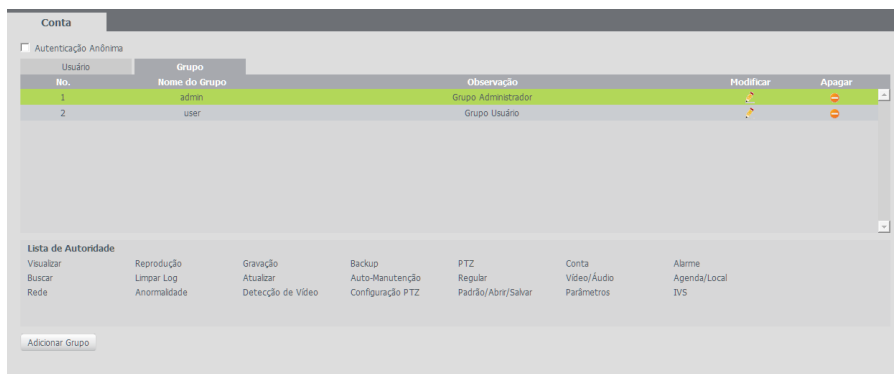 Conta
Autenticação Anônima
Usuário Grupo
No. Nome do Grupo Observação Modificar Apagar
1 admin Grupo Administrador
2 user Grupo Usuário
Lista de Autoridade
Visualizar Reprodução Gravação Backup PTZ Conta Alarme
Buscar Limpar Log Atualizar Auto-Manutenção Regular Vídeo/Áudio Agenda/Local
Rede Anormalidade Detecção de Vídeo Configuração PTZ Padrão/Abrir/Salvar Parâmetros IVS
Adicionar Grupo